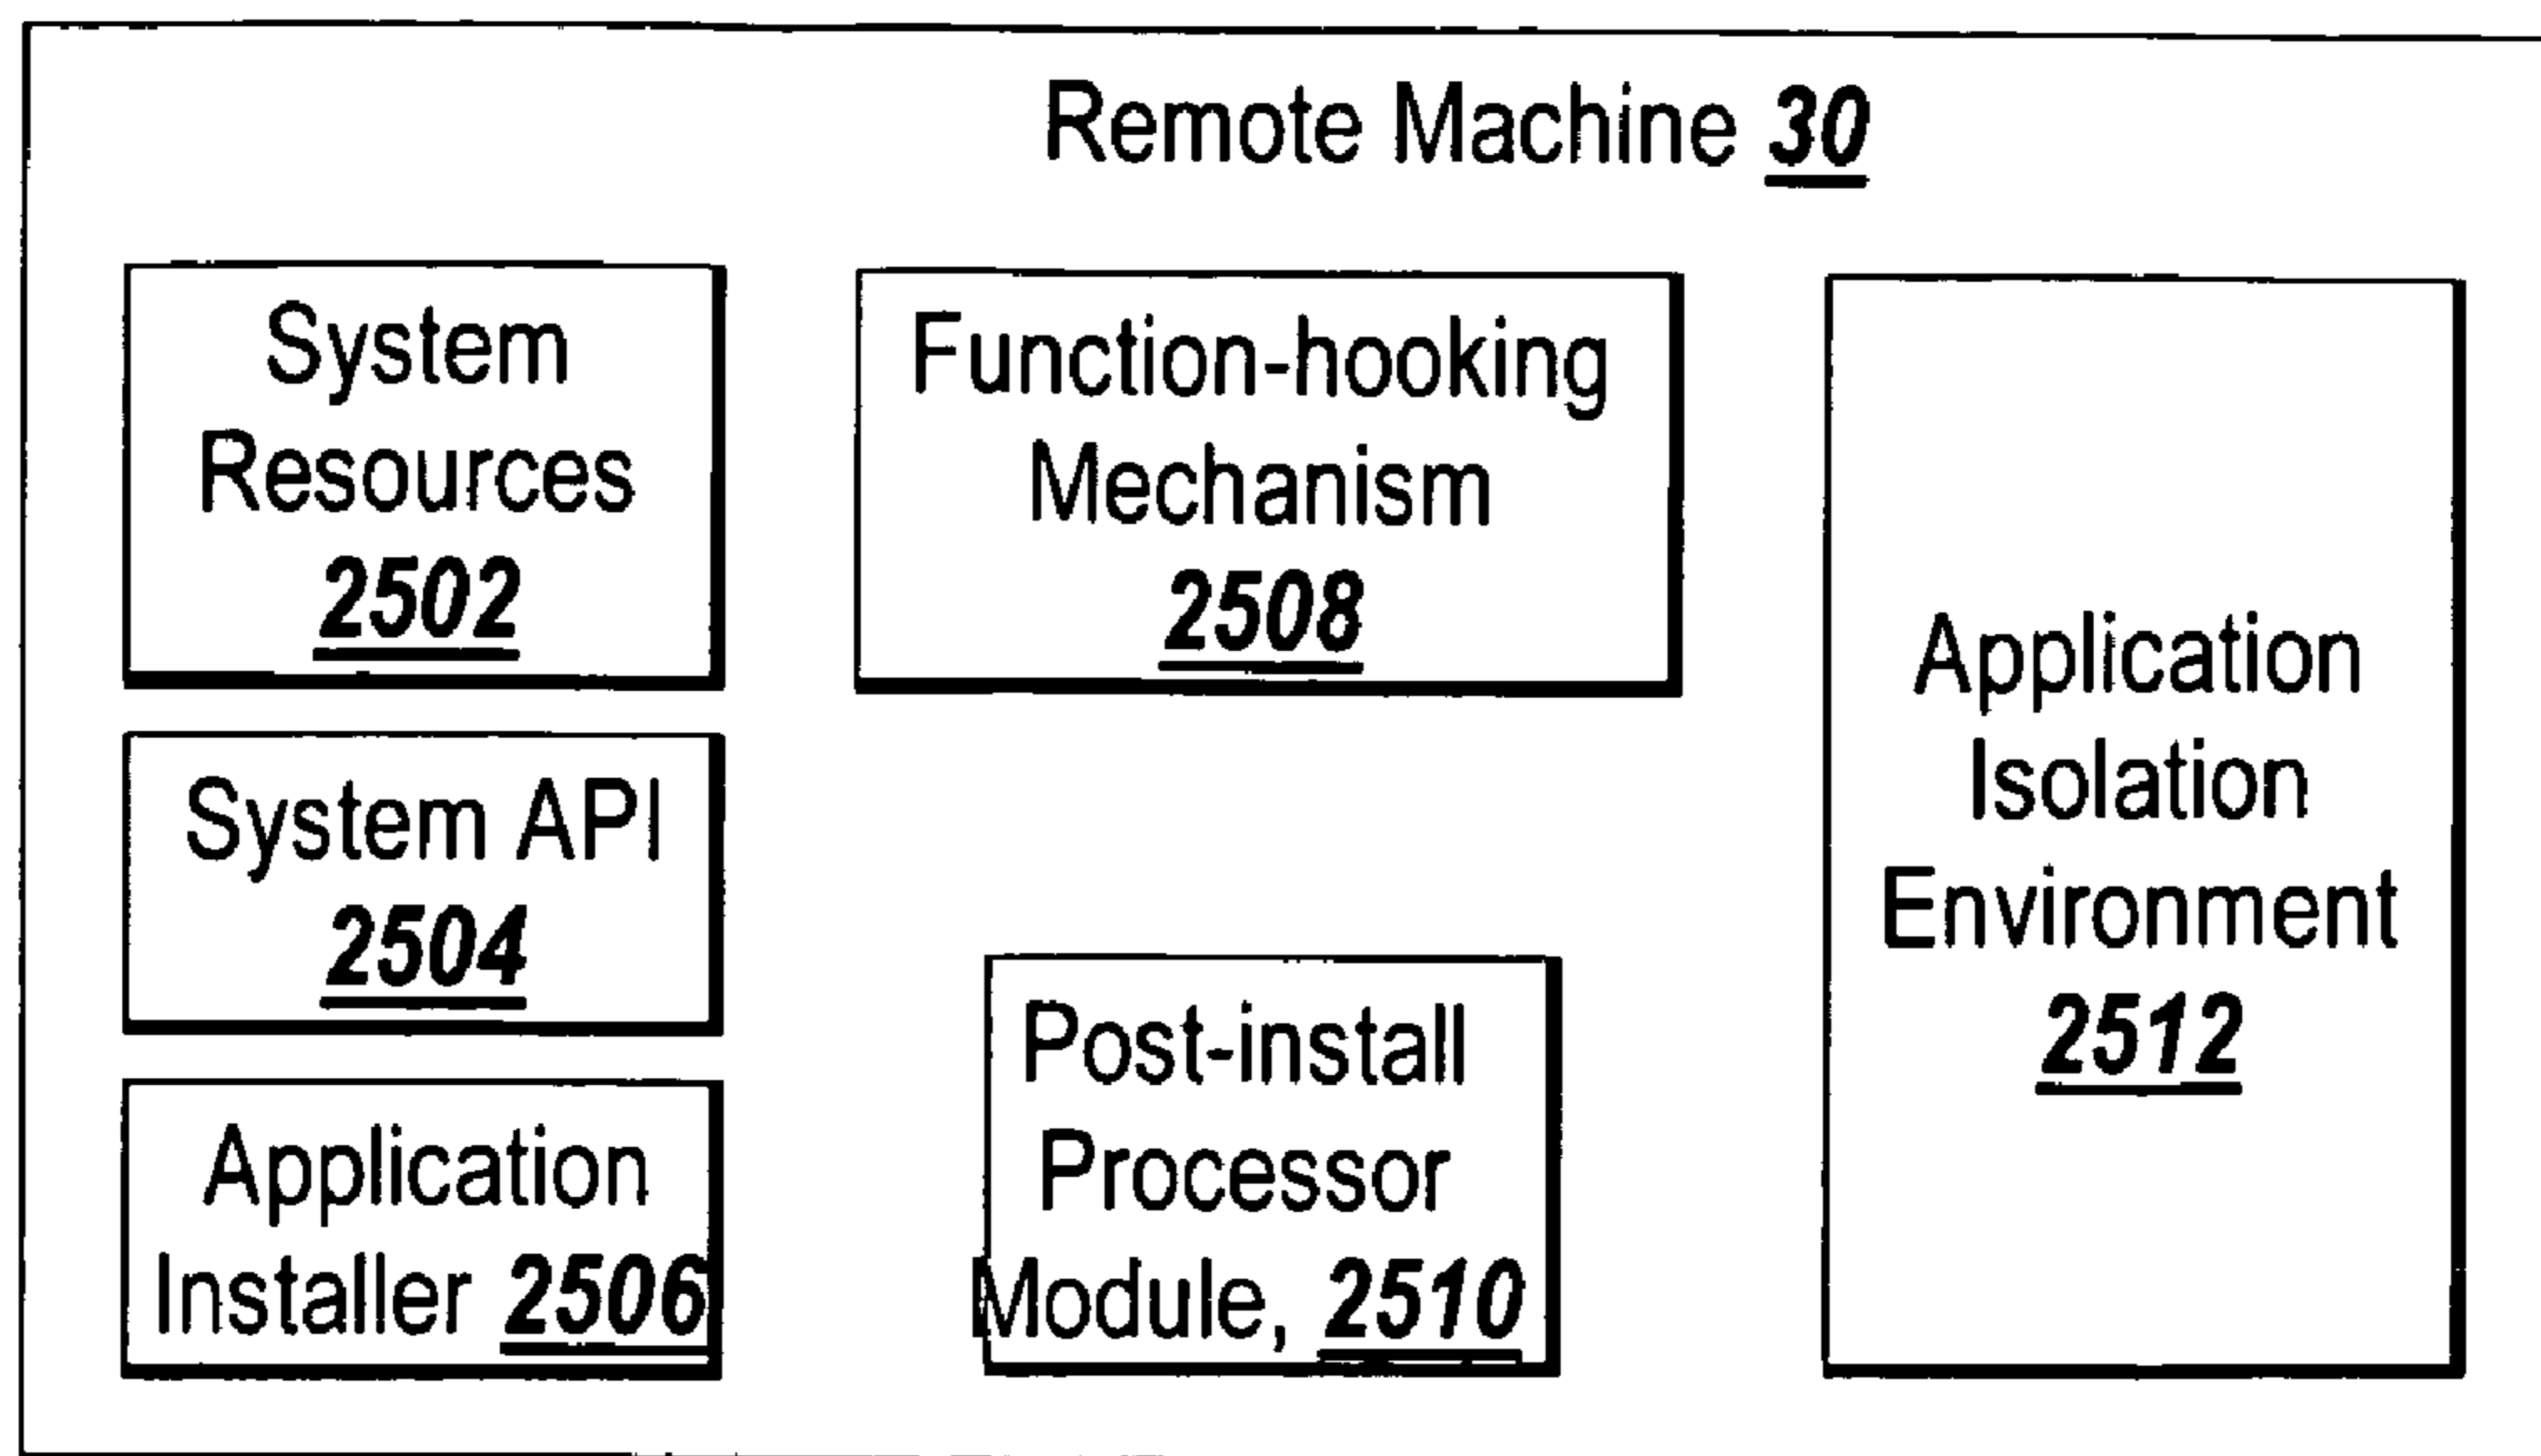 Remote Machine 30
System
Resources
2502
Function-hooking
Mechanism
2508
System API
2504
Application
Installer 2506
Post-install
Processor
Module, 2510
Application
Isolation
Environment
2512